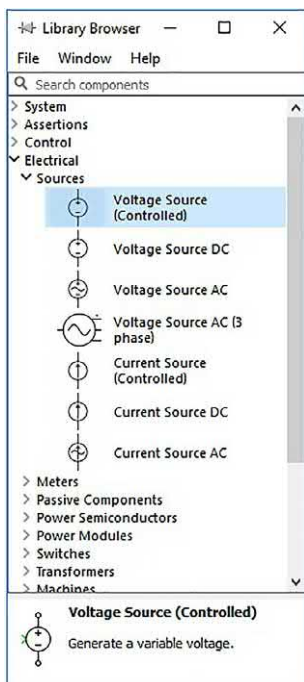 Library Browser
File Window Help
Search components
System
Assertions
Control
Electrical
Sources
Voltage Source
(Controlled)
Voltage Source DC
Voltage Source AC
Voltage Source AC (3
phase)
Current Source
(Controlled)
Current Source DC
Current Source AC
Meters
Passive Components
Power Semiconductors
Power Modules
Switches
Transformers
Machines
Voltage Source (Controlled)
Generate a variable voltage.